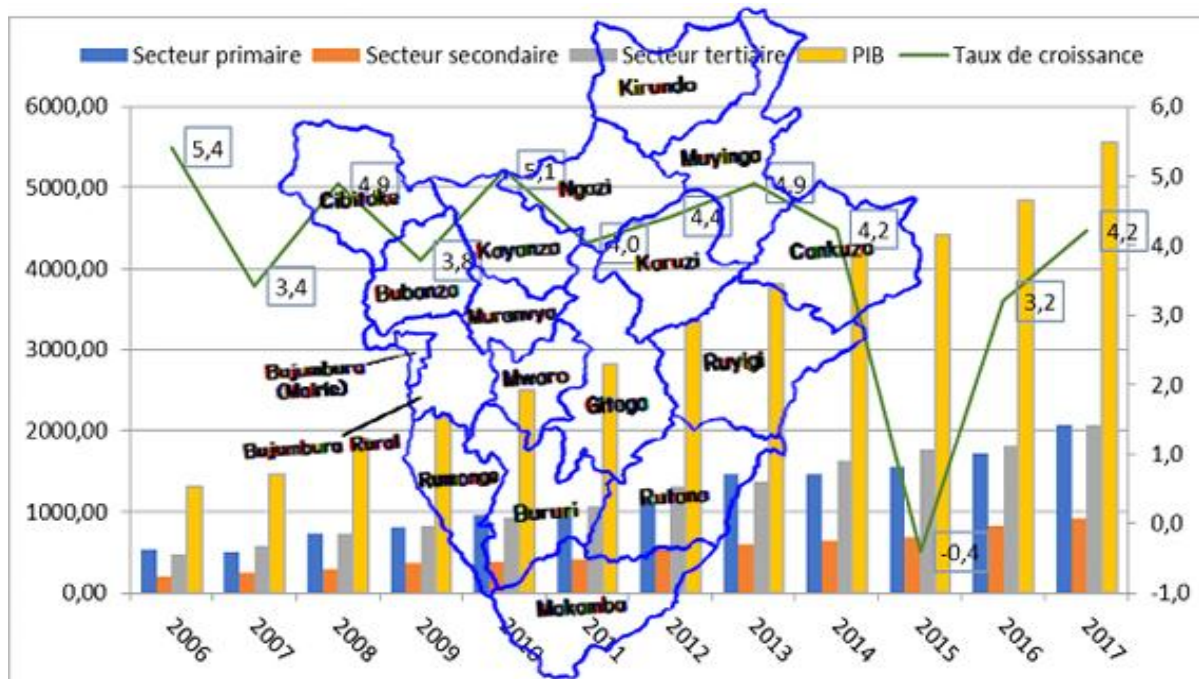 Secteur primaire Secteur secondaire Secteur tertiaire PIB Taux de croissance
Kirundo
6000,00 6,0
5,4
Muyinga
5000,00 4,9 5,1 4,9 5,0
Ngozi
Cibitoke
4,4 4,2 4,2
Cankuzo
4,0 4,0
Kayanza
Karuzi
4000,00 3,8
Bubanza
3,4
Muramvya
3,2
3,0
3000,00
Bujumbura
(Mairie)
Mwaro
Ruyigi
Gitega
2,0
2000,00
Bujumbura Rural
Rumonge
1,0
Rutana
1000,00
Bururi
0,0
-0,4
0,00 -1,0
Makamba
2006 2007 2008 2009 2010 2011 2012 2013 2014 2015 2016 2017